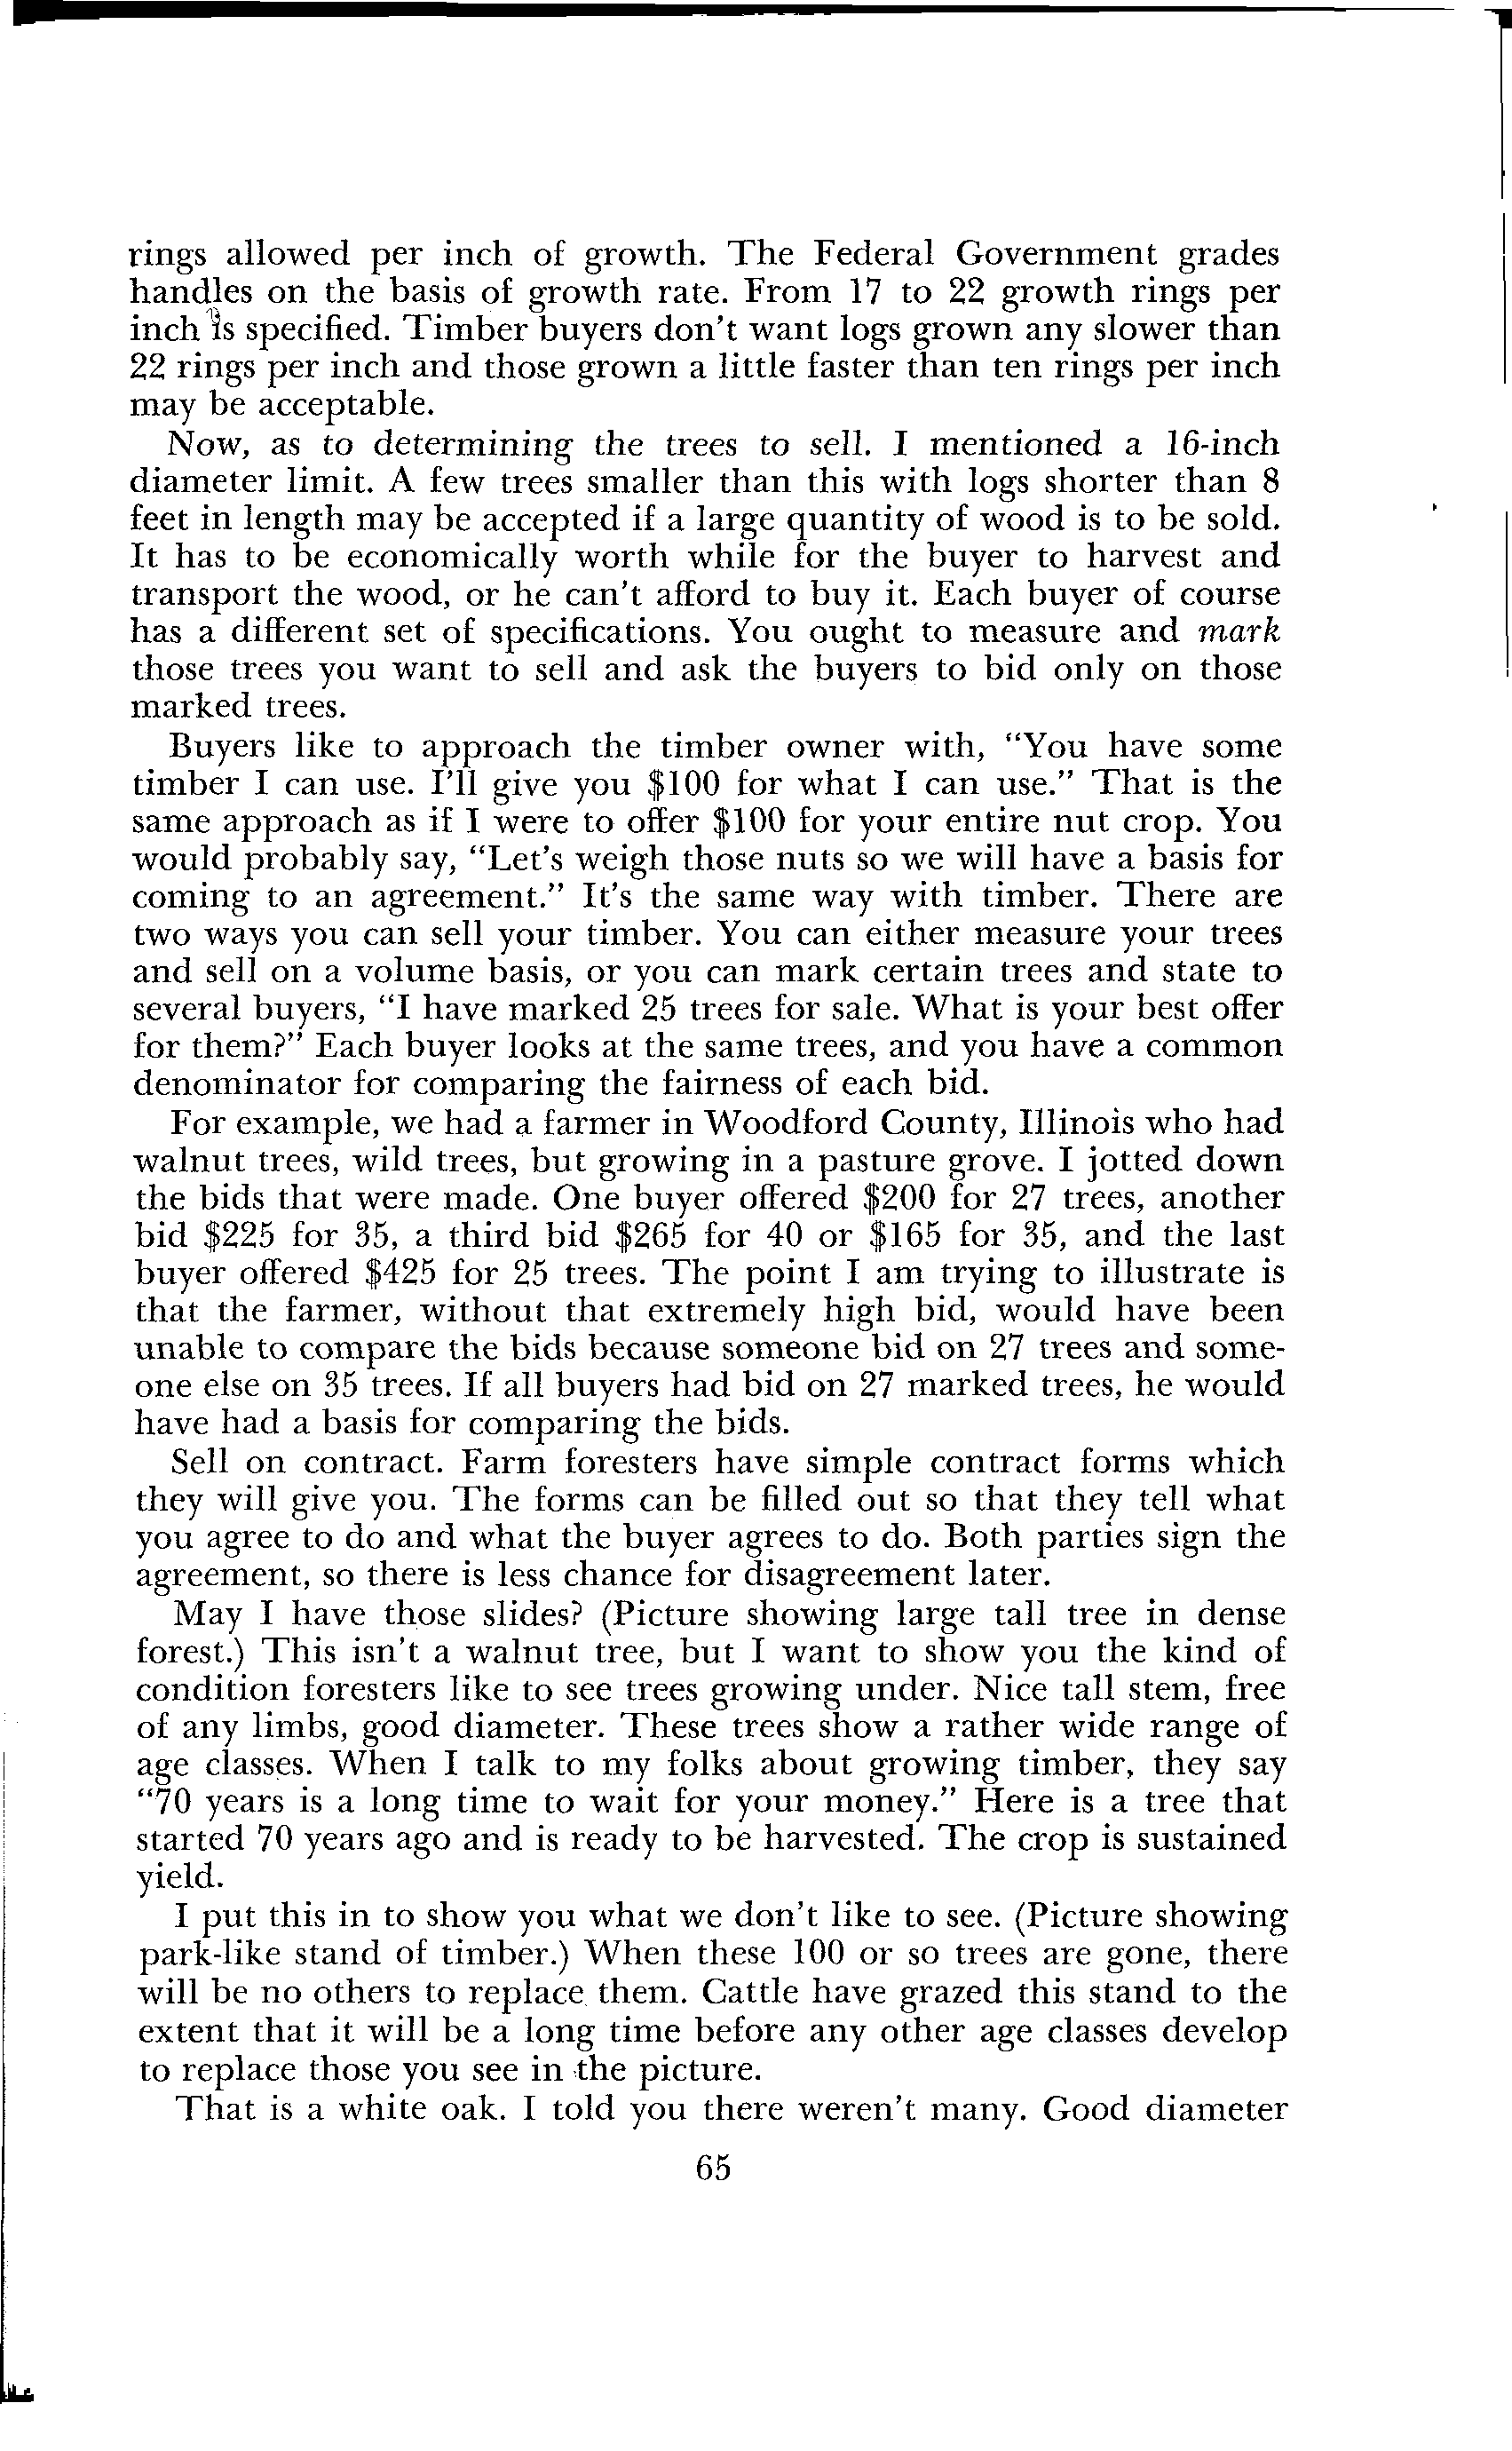 rings allowed per inch of growth. The Federal Government grades
handles on the basis of growth rate. From 17 to 22 growth rings per
inch is specified. Timber buyers don't want logs grown any slower than
22 rings per inch and those grown a little faster than ten rings per inch
may be acceptable.
Now, as to determining the trees to sell. I mentioned a 16-inch
diameter limit. A few trees smaller than this with logs shorter than 8
feet in length may be accepted if a large quantity of wood is to be sold.
It has to be economically worth while for the buyer to harvest and
transport the wood, or he can't afford to buy it. Each buyer of course
has a different set of specifications. You ought to measure and mark
those trees you want to sell and ask the buyers to bid only on those
marked trees.
Buyers like to approach the timber owner with, "You have some
timber I can use. I'll give you $100 for what I can use." That is the
same approach as if I were to offer $100 for your entire nut crop. You
would probably say, "Let's weigh those nuts so we will have a basis for
coming to an agreement." It's the same way with timber. There are
two ways you can sell your timber. You can either measure your trees
and sell on a volume basis, or you can mark certain trees and state to
several buyers, "I have marked 25 trees for sale. What is your best offer
for them?" Each buyer looks at the same trees, and you have a common
denominator for comparing the fairness of each bid.
For example, we had a farmer in Woodford County, Illinois who had
walnut trees, wild trees, but growing in a pasture grove. I jotted down
the bids that were made. One buyer offered $200 for 27 trees, another
bid $225 for 35, a third bid $265 for 40 or $165 for 35, and the last
buyer offered $425 for 25 trees. The point I am trying to illustrate is
that the farmer, without that extremely high bid, would have been
unable to compare the bids because someone bid on 27 trees and some-
one else on 35 trees. If all buyers had bid on 27 marked trees, he would
have had a basis for comparing the bids.
Sell on contract. Farm foresters have simple contract forms which
they will give you. The forms can be filled out so that they tell what
you agree to do and what the buyer agrees to do. Both parties sign the
agreement, so there is less chance for disagreement later.
May I have those slides? (Picture showing large tall tree in dense
forest.) This isn't a walnut tree, but I want to show you the kind of
condition foresters like to see trees growing under. Nice tall stem, free
of any limbs, good diameter. These trees show a rather wide range of
age classes. When I talk to my folks about growing timber, they say
"70 years is a long time to wait for your money." Here is a tree that
started 70 years ago and is ready to be harvested. The crop is sustained
yield.
I put this in to show you what we don't like to see. (Picture showing
park-like stand of timber.) When these 100 or so trees are gone, there
will be no others to replace them. Cattle have grazed this stand to the
extent that it will be a long time before any other age classes develop
to replace those you see in the picture.
That is a white oak. I told you there weren't many. Good diameter
65